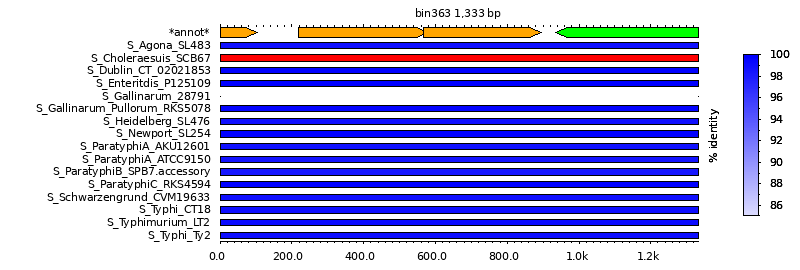 bin363 1,333 bp
*annot*
S_Agona_SL483
S_Choleraesuis_SCB67
S_Dublin_CT_02021853
S_Enteritdis_P125109
S_Gallinarum_28791
S_Gallinarum_Pullorum_RKS5078
S_Heidelberg_SL476
S_Newport_SL254
S_ParatyphiA_AKU12601
S_ParatyphiA_ATCC9150
S_ParatyphiB_SPB7.accessory
S_ParatyphiC_RKS4594
S_Schwarzengrund_CVM19633
S_Typhi_CT18
S_Typhimurium_LT2
S_Typhi_Ty2
0.0 200.0 400.0 600.0 800.0 1.0k 1.2k
% identity
100
98
96
94
92
90
88
86